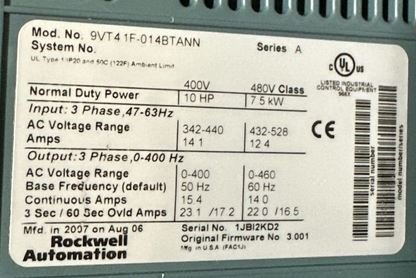 Mod. No. 9VT41F-014BTANN Series A
System No.
UL Type 1 IP20 and 50C (122F) Ambient Limit
400V 480V Class
Normal Duty Power 10 HP 7.5 kW
Input: 3 Phase, 47-63Hz
AC Voltage Range 342-440 432-528
Amps 14.1 12.4
Output: 3 Phase, 0-400 Hz
AC Voltage Range 0-400 0-460
Base Frequency (default) 50 Hz 60 Hz
Continuous Amps 15.4 14.0
3 Sec / 60 Sec Ovld Amps 23.1 / 17.2 22.0 / 16.5
Mfd. in 2007 on Aug 06 Serial No. 1JBI2KD2
Rockwell Original Firmware No 3.001
Automation Mfg. in U.S.A. (FAC1J)
C UL US
LISTED INDUSTRIAL
CONTROL EQUIPMENT
CE
serial number
model number/series